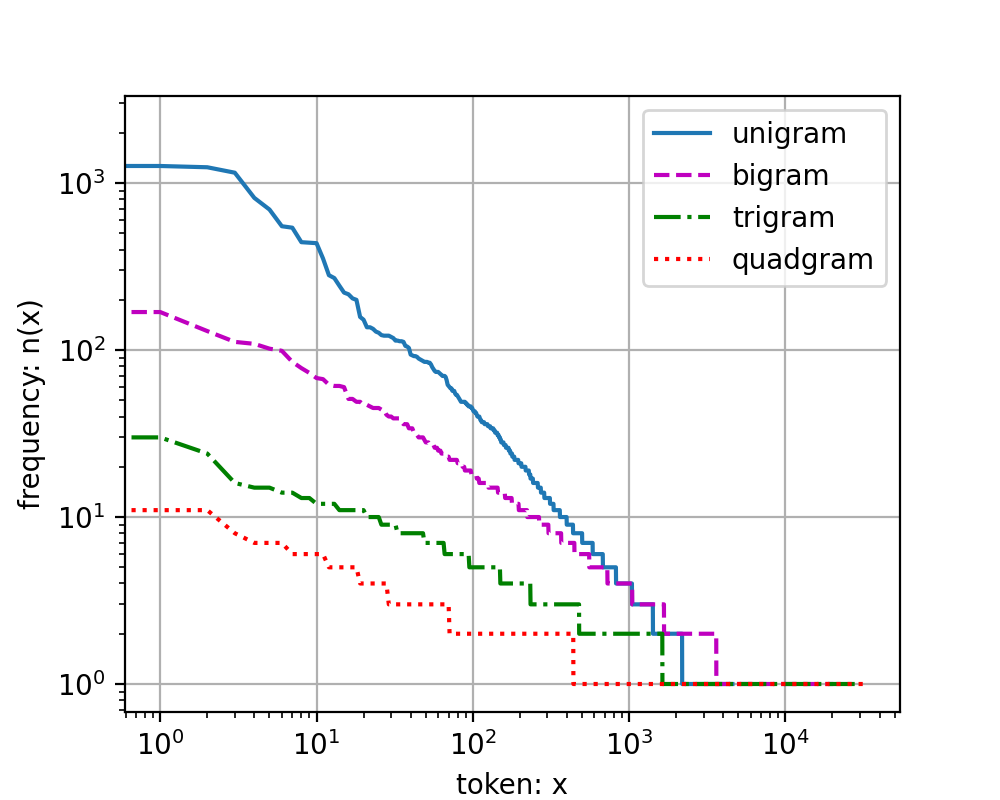 unigram
bigram
trigram
quadgram
frequency: n(x)
10³
10²
10¹
10⁰
10⁰ 10¹ 10² 10³ 10⁴
token: x